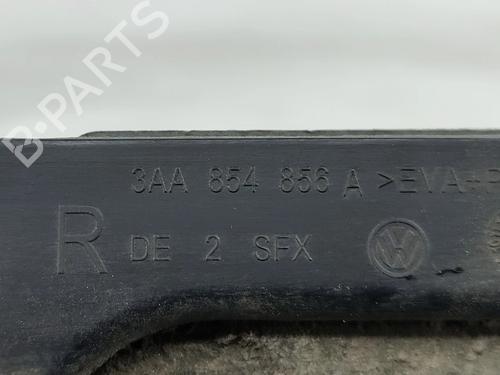 B-PARTS
3AA 854 856 A >EVA+P
R DE 2 SFX